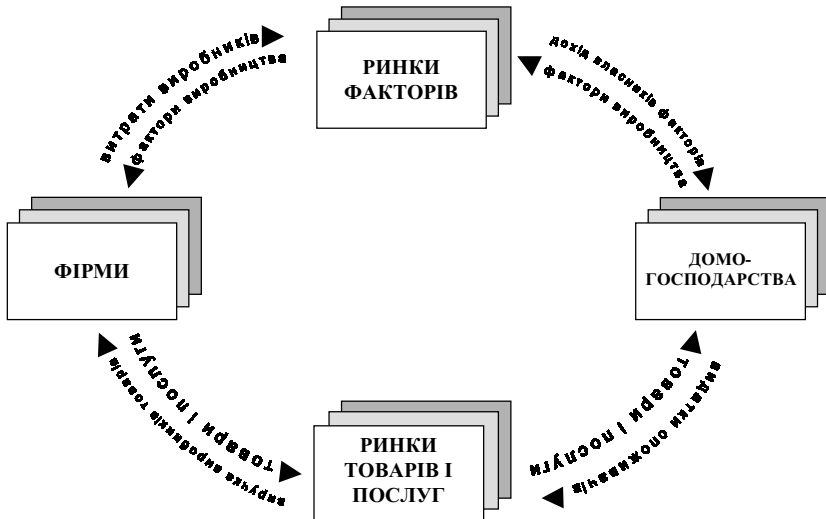 витрати виробників
фактори виробництва
РИНКИ
ФАКТОРІВ
дохід власників факторів
фактори виробництва
ФІРМИ
ДОМО-
ГОСПОДАРСТВА
товари і послуги
виручка виробників товарів
РИНКИ
ТОВАРІВ І
ПОСЛУГ
товари і послуги
видатки споживачів